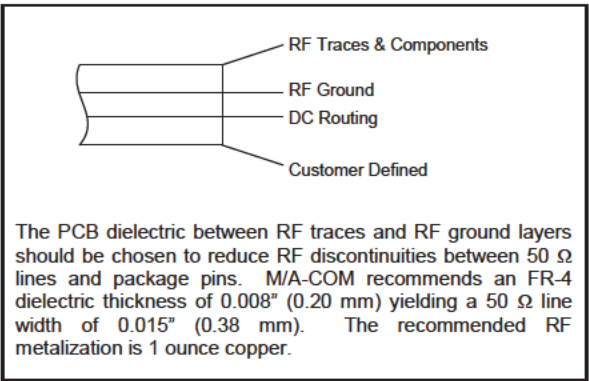 RF Traces & Components
RF Ground
DC Routing
Customer Defined
The PCB dielectric between RF traces and RF ground layers
should be chosen to reduce RF discontinuities between 50 Ω
lines and package pins. M/A-COM recommends an FR-4
dielectric thickness of 0.008" (0.20 mm) yielding a 50 Ω line
width of 0.015" (0.38 mm). The recommended RF
metalization is 1 ounce copper.